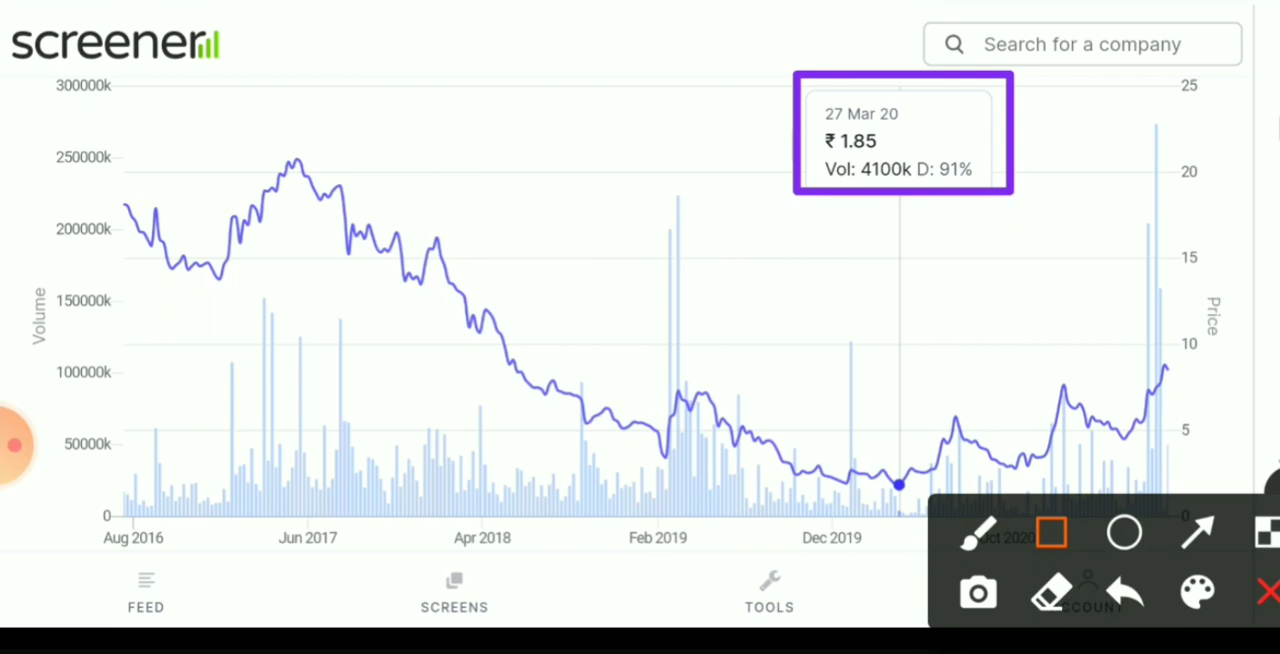 screener
Search for a company
300000k
250000k
200000k
150000k
100000k
50000k
0
Volume
25
20
15
10
5
0
Price
27 Mar 20
₹ 1.85
Vol: 4100k D: 91%
Aug 2016
Jun 2017
Apr 2018
Feb 2019
Dec 2019
Oct 2020
FEED
SCREENS
TOOLS
ACCOUNT